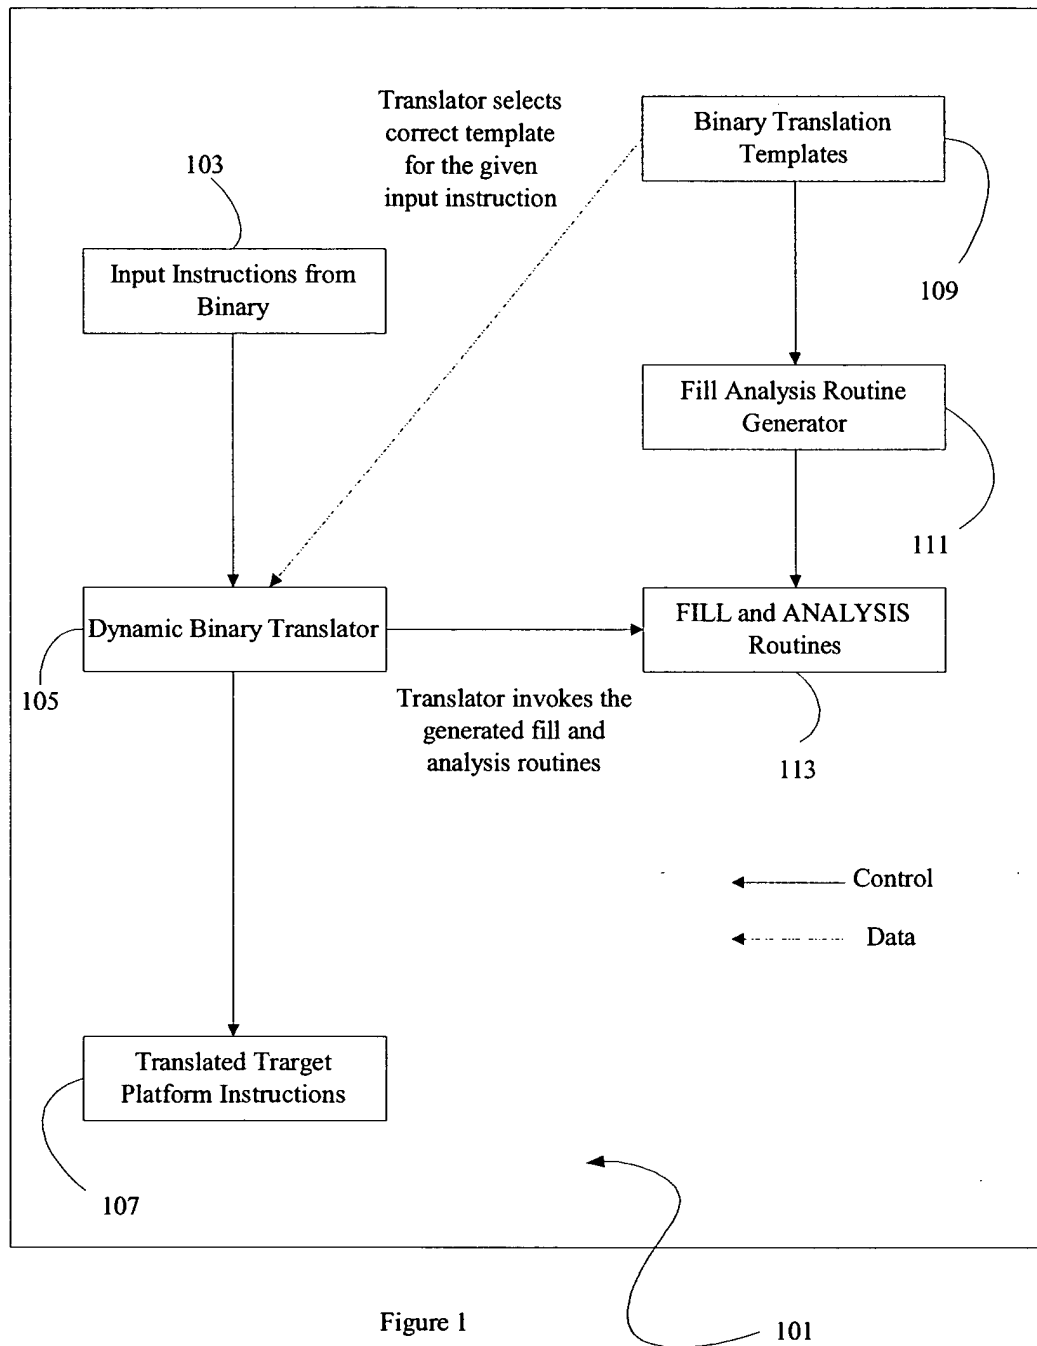 Translator selects
correct template
for the given
input instruction
Binary Translation
Templates
103
109
Input Instructions from
Binary
Fill Analysis Routine
Generator
111
Dynamic Binary Translator
FILL and ANALYSIS
Routines
105
Translator invokes the
generated fill and
analysis routines
113
Control
Data
Translated Trarget
Platform Instructions
107
Figure 1
101